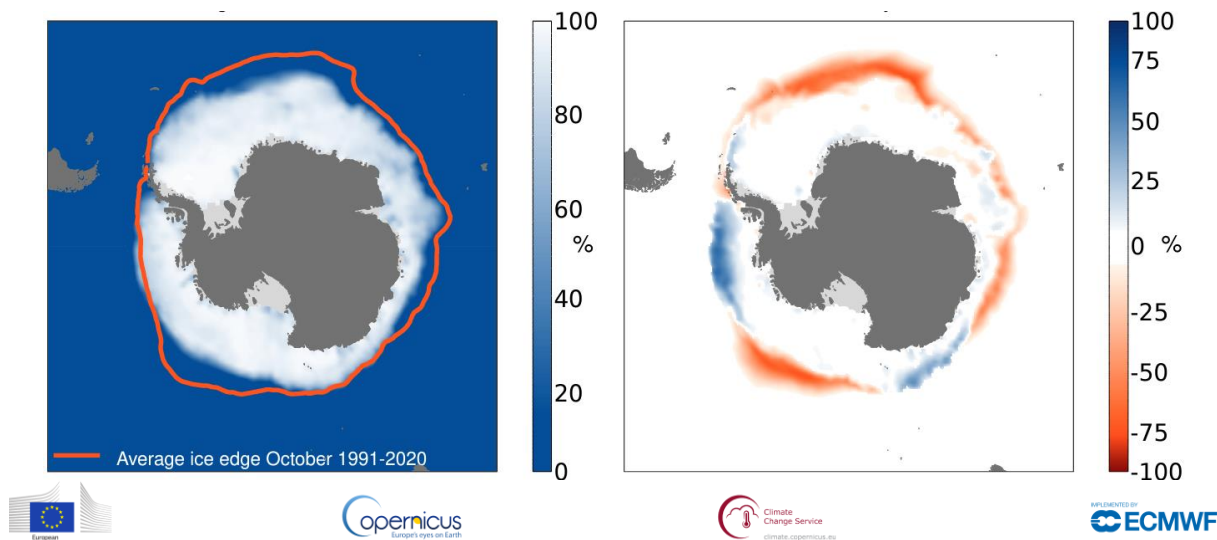 100
80
60
%
40
20
0
Average ice edge October 1991-2020
100
75
50
25
0 %
-25
-50
-75
-100
European
Copernicus
Europe's eyes on Earth
Climate
Change Service
climate.copernicus.eu
IMPLEMENTED BY
ECMWF